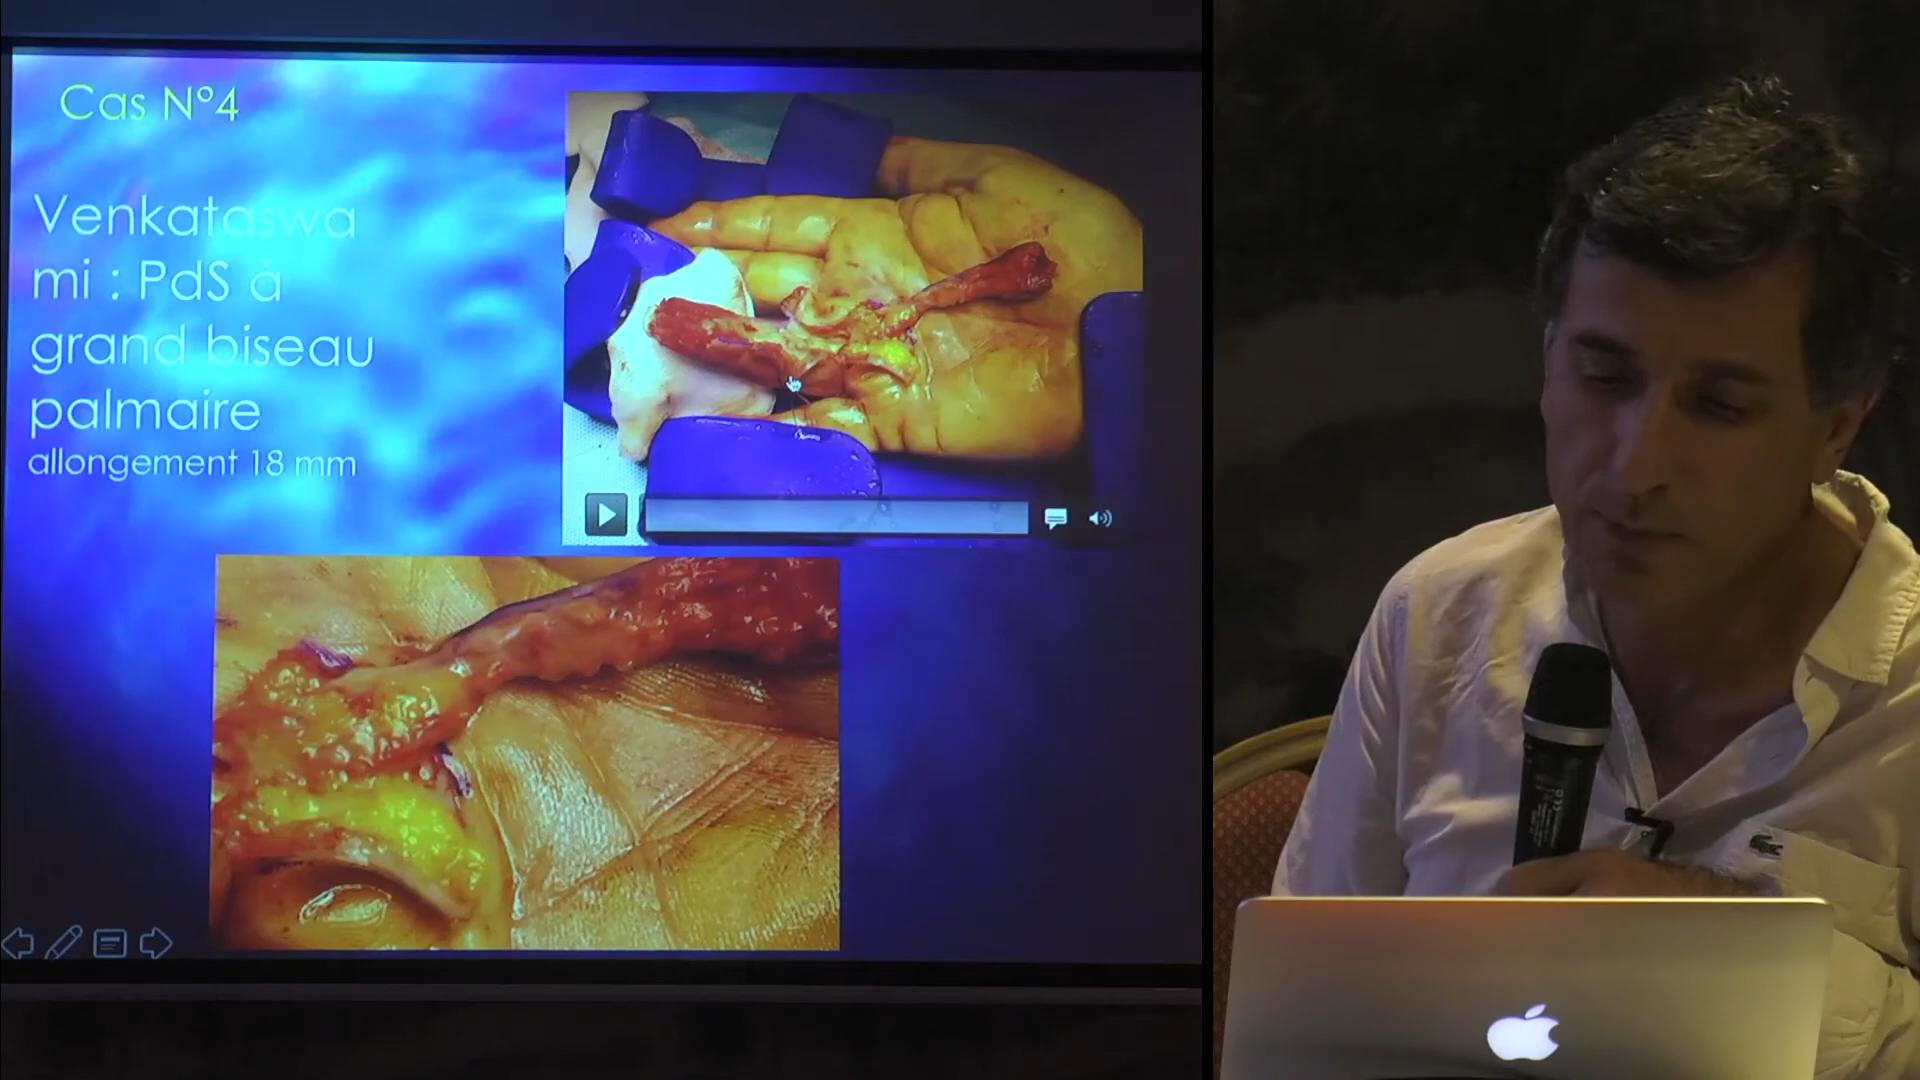 Cas N°4
Venkataswa
mi : PdS à
grand biseau
palmaire
allongement 18 mm